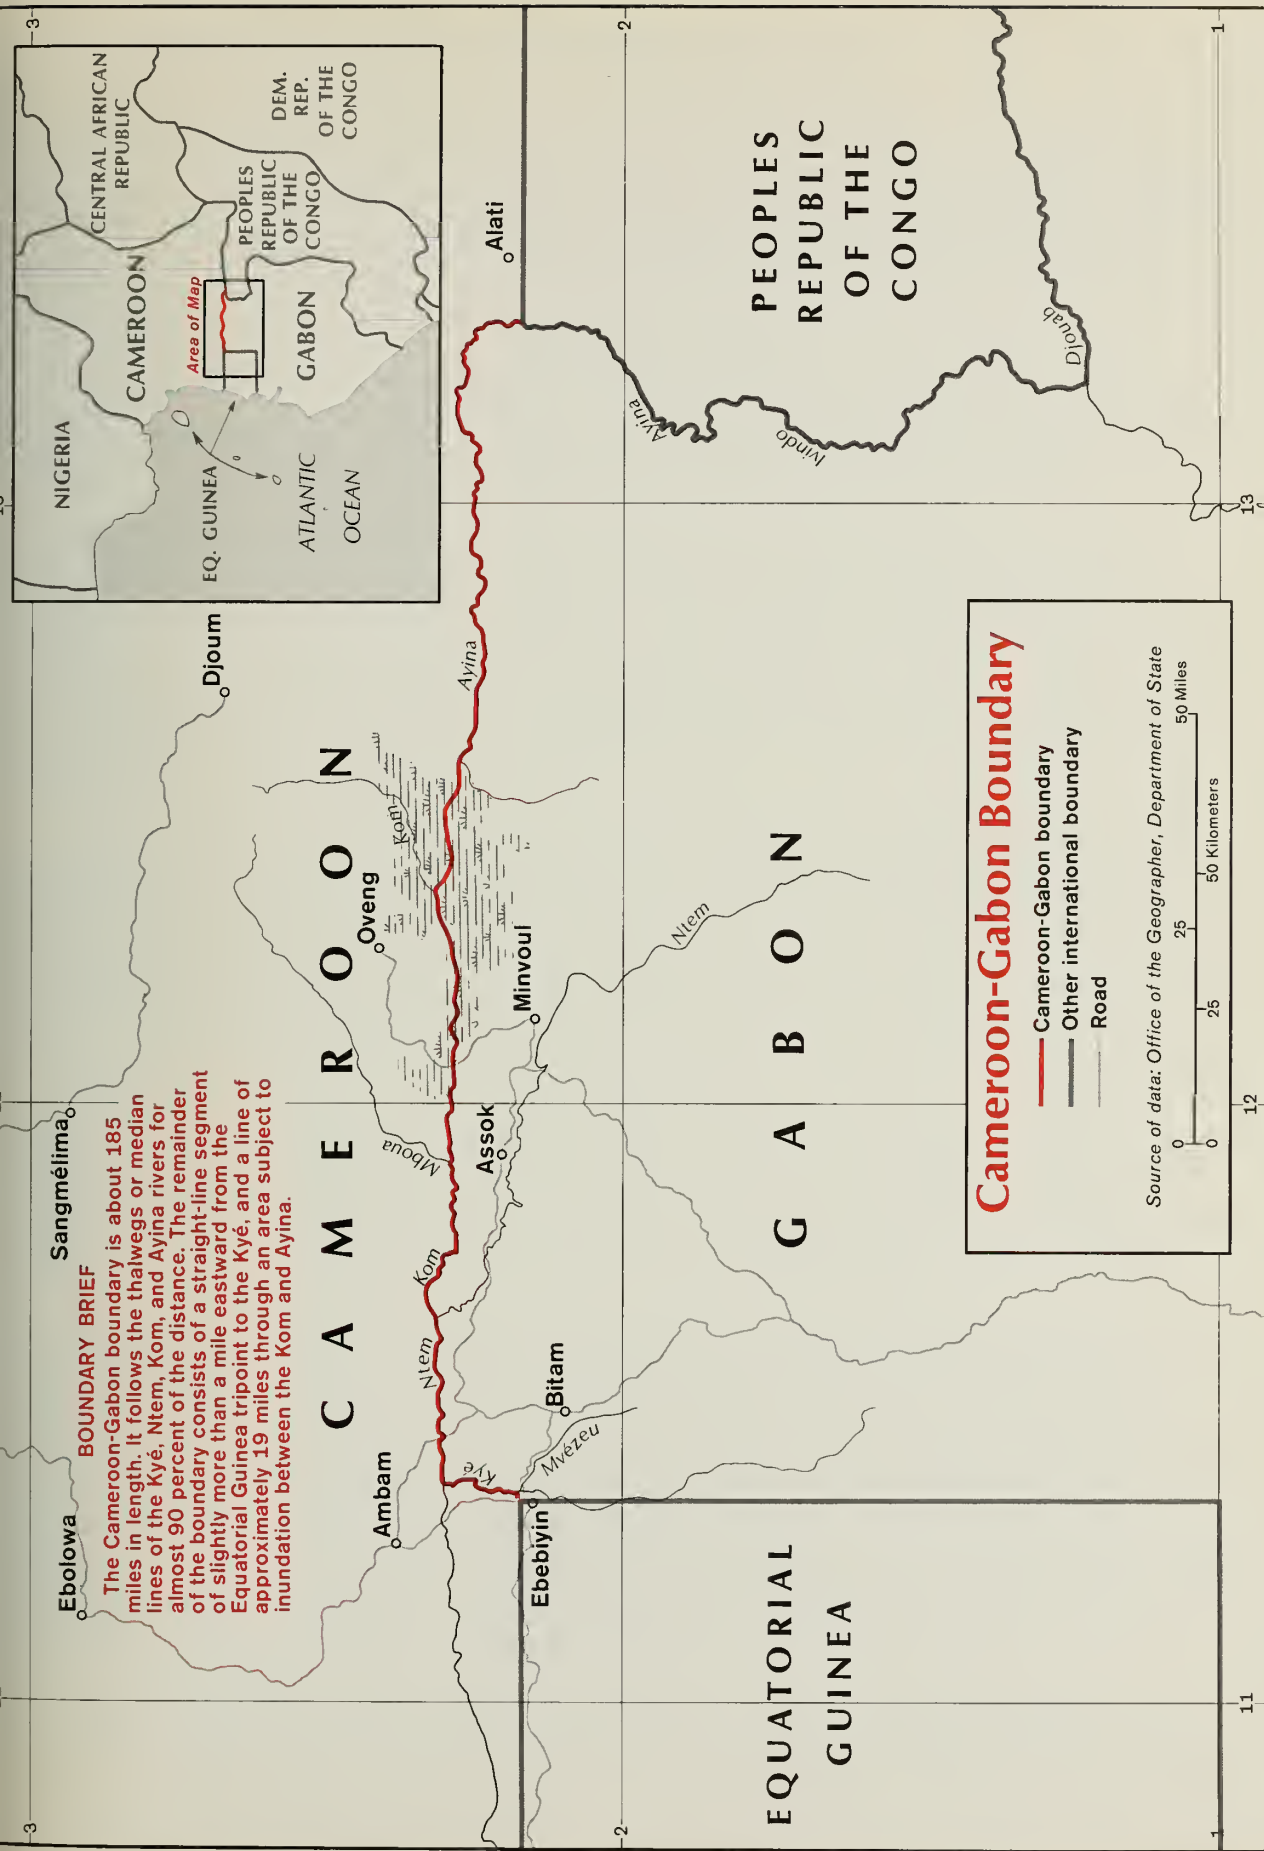 BOUNDARY BRIEF
The Cameroon-Gabon boundary is about 185
miles in length. It follows the thalwegs or median
lines of the Kyé, Ntem, Kom, and Ayina rivers for
almost 90 percent of the distance. The remainder
of the boundary consists of a straight-line segment
of slightly more than a mile eastward from the
Equatorial Guinea tripoint to the Kyé, and a line of
approximately 19 miles through an area subject to
inundation between the Kom and Ayina.
NIGERIA
CENTRAL AFRICAN
REPUBLIC
CAMEROON
Area of Map
EQ. GUINEA
GABON
PEOPLES
REPUBLIC
OF THE
CONGO
DEM.
REP.
OF THE
CONGO
ATLANTIC
OCEAN
3
3
2
2
1
1
11
12
13
Ebolowa
Sangmélima
Djoum
Ambam
Oveng
Alati
Assok
Minvoul
Bitam
Ebebiyin
CAMEROON
GABON
EQUATORIAL
GUINEA
PEOPLES
REPUBLIC
OF THE
CONGO
Ntem
Kom
Mboua
Kom
Ayina
Kyé
Mvézeu
Ntem
Ayina
Ivindo
Djouab
Cameroon-Gabon Boundary
Cameroon-Gabon boundary
Other international boundary
Road
Source of data: Office of the Geographer, Department of State
0 25 50 Miles
0 25 50 Kilometers